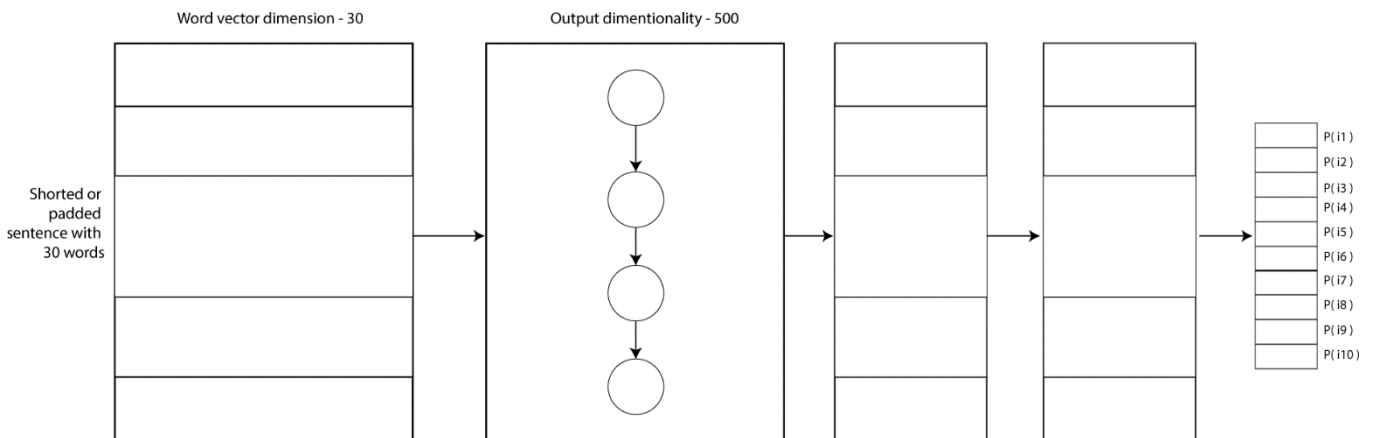 Word vector dimension - 30
Output dimentionality - 500
Shorted or
padded
sentence with
30 words
P( i1 )
P( i2 )
P( i3 )
P( i4 )
P( i5 )
P( i6 )
P( i7 )
P( i8 )
P( i9 )
P( i10 )